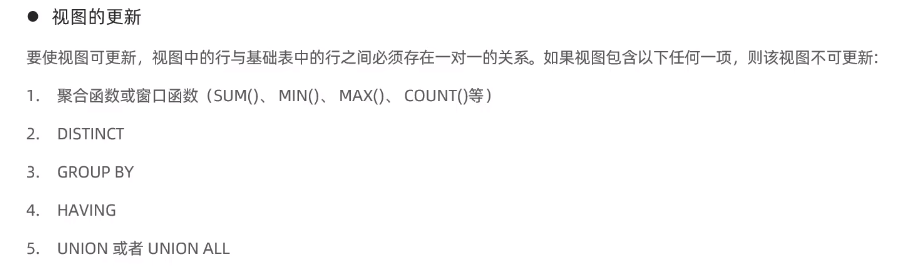 ● 视图的更新
要使视图可更新，视图中的行与基础表中的行之间必须存在一对一的关系。如果视图包含以下任何一项，则该视图不可更新：
1. 聚合函数或窗口函数（SUM()、 MIN()、 MAX()、 COUNT()等）
2. DISTINCT
3. GROUP BY
4. HAVING
5. UNION 或者 UNION ALL